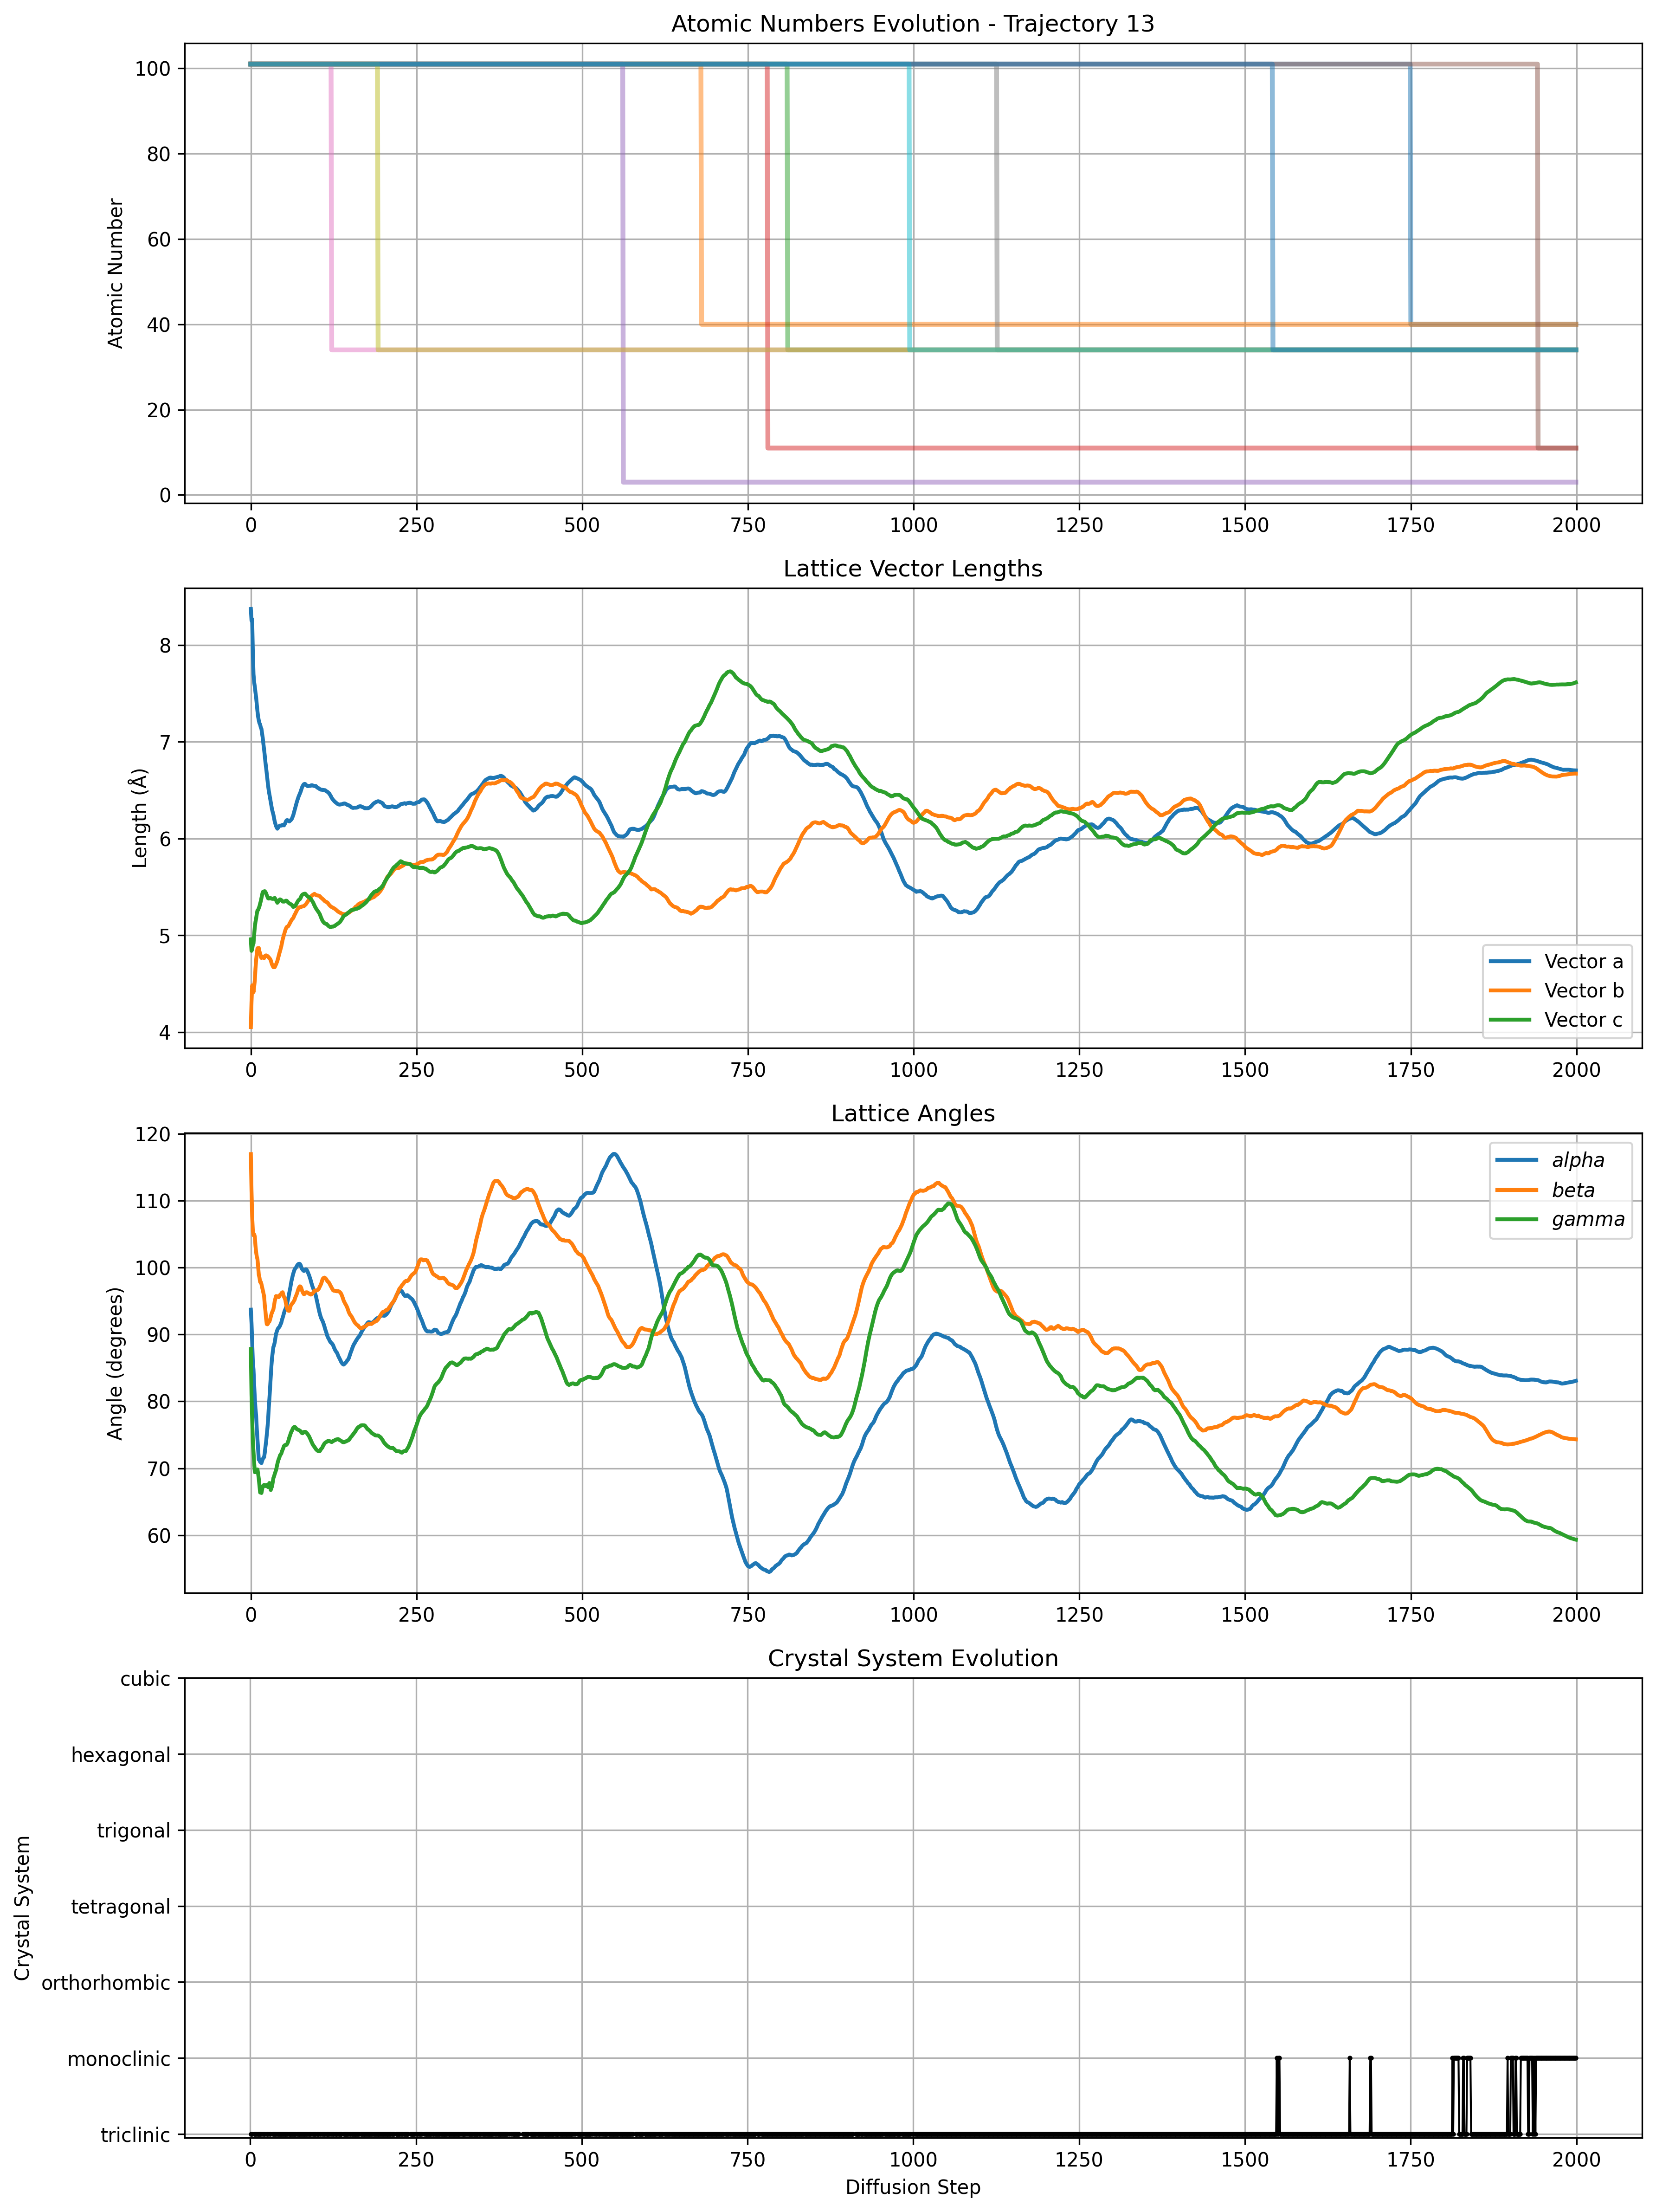 Atomic Numbers Evolution - Trajectory 13
Atomic Number
100
80
60
40
20
0
0 250 500 750 1000 1250 1500 1750 2000
Lattice Vector Lengths
Length (Å)
8
7
6
5
4
Vector a
Vector b
Vector c
0 250 500 750 1000 1250 1500 1750 2000
Lattice Angles
Angle (degrees)
120
110
100
90
80
70
60
alpha
beta
gamma
0 250 500 750 1000 1250 1500 1750 2000
Crystal System Evolution
Crystal System
cubic
hexagonal
trigonal
tetragonal
orthorhombic
monoclinic
triclinic
0 250 500 750 1000 1250 1500 1750 2000
Diffusion Step